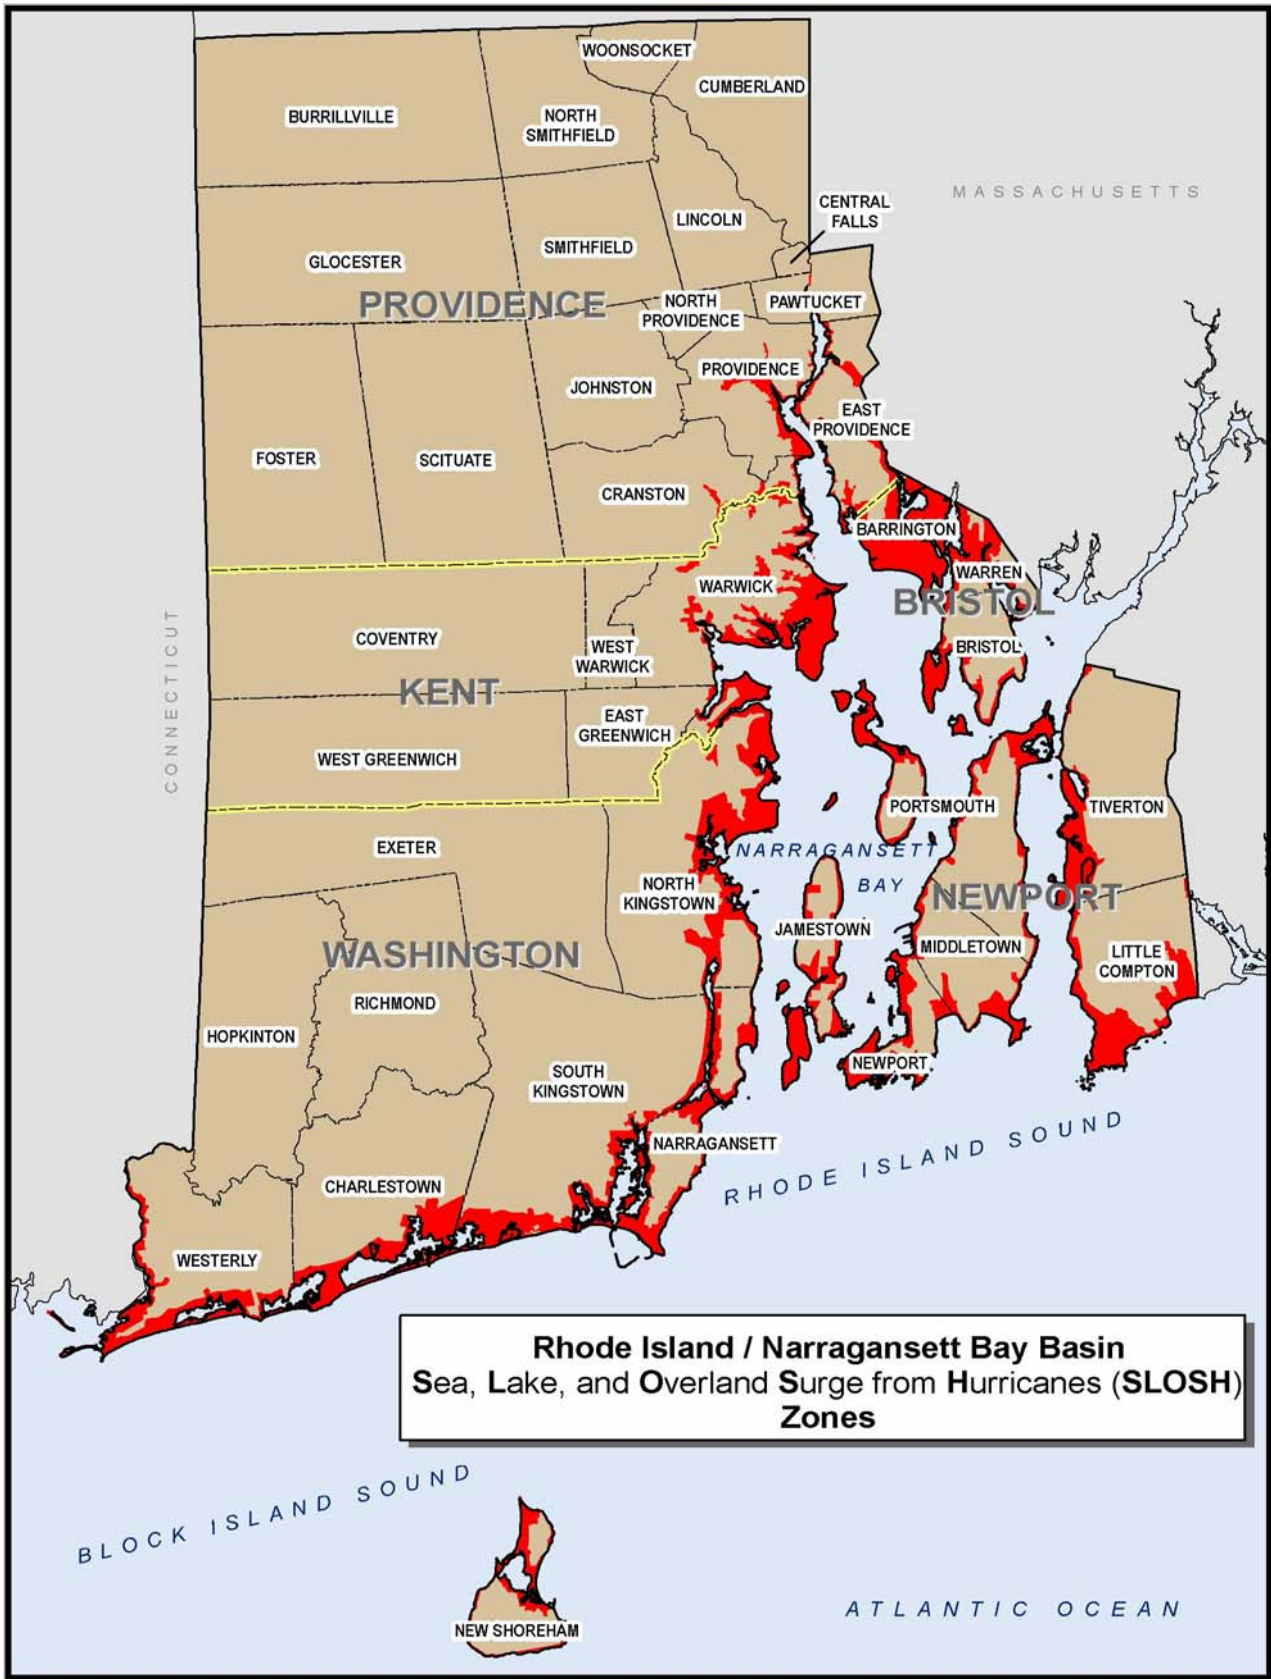 WOONSOCKET
CUMBERLAND
BURRILLVILLE
NORTH
SMITHFIELD
MASSACHUSETTS
CENTRAL
FALLS
LINCOLN
SMITHFIELD
GLOCESTER
PROVIDENCE
NORTH
PROVIDENCE
PAWTUCKET
PROVIDENCE
JOHNSTON
EAST
PROVIDENCE
FOSTER
SCITUATE
CRANSTON
BARRINGTON
WARREN
WARWICK
BRISTOL
CONNECTICUT
COVENTRY
WEST
WARWICK
BRISTOL
KENT
EAST
GREENWICH
WEST GREENWICH
PORTSMOUTH
TIVERTON
EXETER
NARRAGANSETT
BAY
NORTH
KINGSTOWN
NEWPORT
JAMESTOWN
MIDDLETOWN
LITTLE
COMPTON
WASHINGTON
RICHMOND
HOPKINTON
SOUTH
KINGSTOWN
NEWPORT
NARRAGANSETT
RHODE ISLAND SOUND
CHARLESTOWN
WESTERLY
Rhode Island / Narragansett Bay Basin
Sea, Lake, and Overland Surge from Hurricanes (SLOSH)
Zones
BLOCK ISLAND SOUND
ATLANTIC OCEAN
NEW SHOREHAM